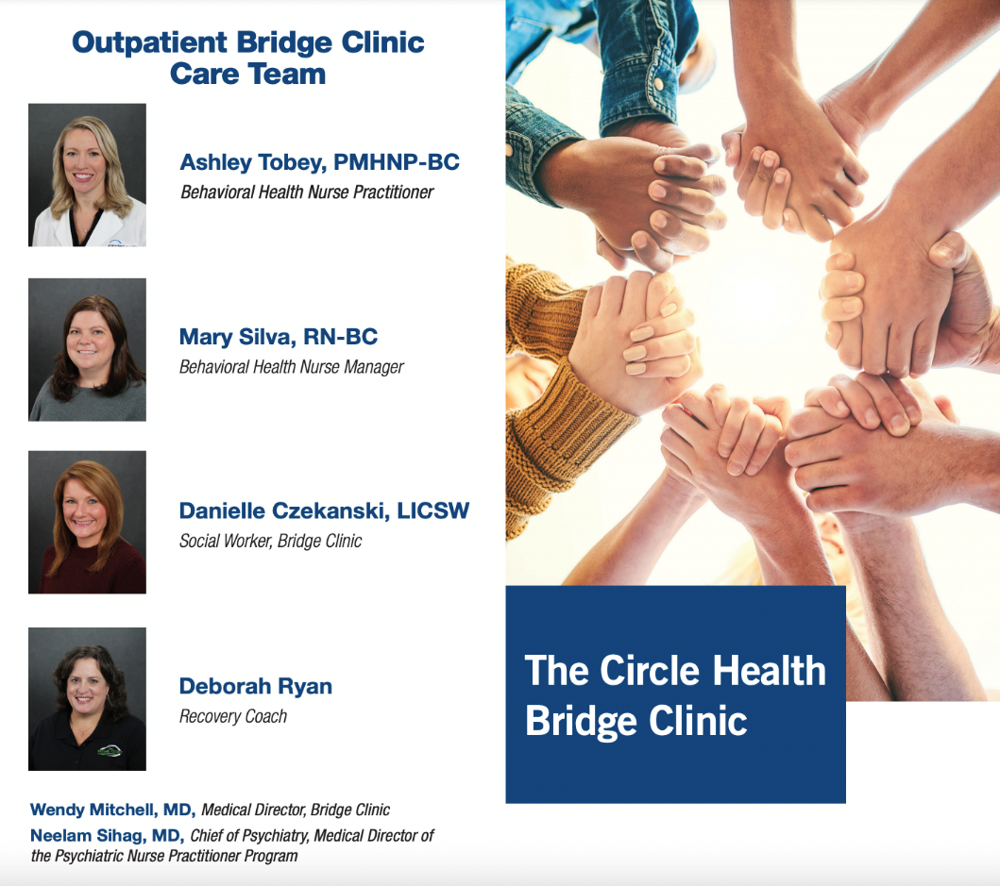 Outpatient Bridge Clinic
Care Team
Ashley Tobey, PMHNP-BC
Behavioral Health Nurse Practitioner
Mary Silva, RN-BC
Behavioral Health Nurse Manager
Danielle Czekanski, LICSW
Social Worker, Bridge Clinic
Deborah Ryan
Recovery Coach
Wendy Mitchell, MD, Medical Director, Bridge Clinic
Neelam Sihag, MD, Chief of Psychiatry, Medical Director of
the Psychiatric Nurse Practitioner Program
The Circle Health
Bridge Clinic